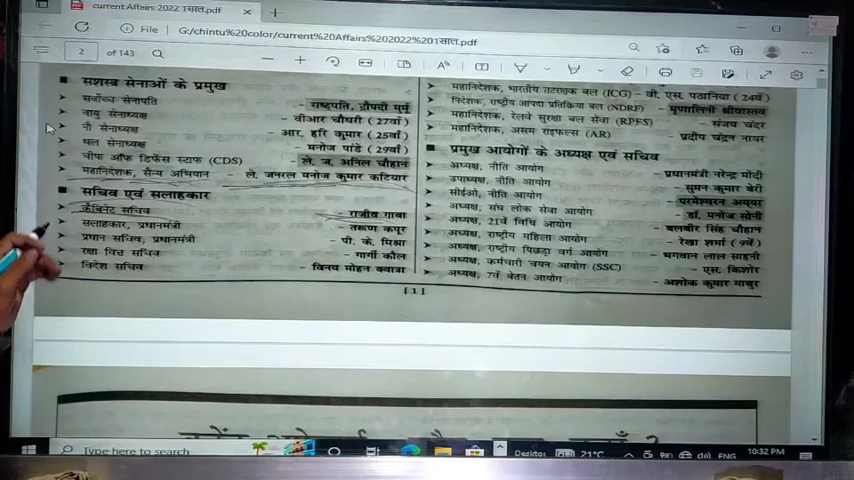 current Affairs 2022 1साल.pdf
File
G:/chintu%20color/current%20Affairs%202022%201साल.pdf
2 of 143
सशस्त्र सेनाओं के प्रमुख
सर्वोच्च सेनापति – राष्ट्रपति, द्रौपदी मुर्मू
वायु सेनाध्यक्ष – वीआर चौधरी (27वां)
नौ सेनाध्यक्ष – आर. हरि कुमार (25वां)
थल सेनाध्यक्ष – मनोज पांडे (29वां)
चीफ ऑफ डिफेंस स्टाफ (CDS) – ले. ज. अनिल चौहान
महानिदेशक, सैन्य अभियान – ले. जनरल मनोज कुमार कटियार
सचिव एवं सलाहकार
कैबिनेट सचिव – राजीव गाबा
सलाहकार, प्रधानमंत्री – तरूण कपूर
प्रधान सचिव, प्रधानमंत्री – पी. के. मिश्रा
रक्षा वित्त सचिव – गार्गी कौल
विदेश सचिव – विनय मोहन क्वात्रा
महानिदेशक, भारतीय तटरक्षक बल (ICG) – वी. एस. पठानिया (24वें)
निदेशक, राष्ट्रीय आपदा प्रतिक्रिया बल (NDRF) – मृणालिनी श्रीवास्तव
महानिदेशक, रेलवे सुरक्षा बल सेवा (RPFS) – संजय चंदर
महानिदेशक, असम राइफल्स (AR) – प्रदीप चंद्रन नायर
प्रमुख आयोगों के अध्यक्ष एवं सचिव
अध्यक्ष, नीति आयोग – प्रधानमंत्री नरेन्द्र मोदी
उपाध्यक्ष, नीति आयोग – सुमन कुमार बेरी
सीईओ, नीति आयोग – परमेश्वरन अय्यर
अध्यक्ष, संघ लोक सेवा आयोग – डॉ. मनोज सोनी
अध्यक्ष, 21वें विधि आयोग – बलबीर सिंह चौहान
अध्यक्ष, राष्ट्रीय महिला आयोग – रेखा शर्मा (9वें)
अध्यक्ष, राष्ट्रीय पिछड़ा वर्ग आयोग – भगवान लाल साहनी
अध्यक्ष, कर्मचारी चयन आयोग (SSC) – एस. किशोर
अध्यक्ष, 7वें वेतन आयोग – अशोक कुमार माथुर
[1]
Type here to search
Desktop
21°C
ENG
10:32 PM